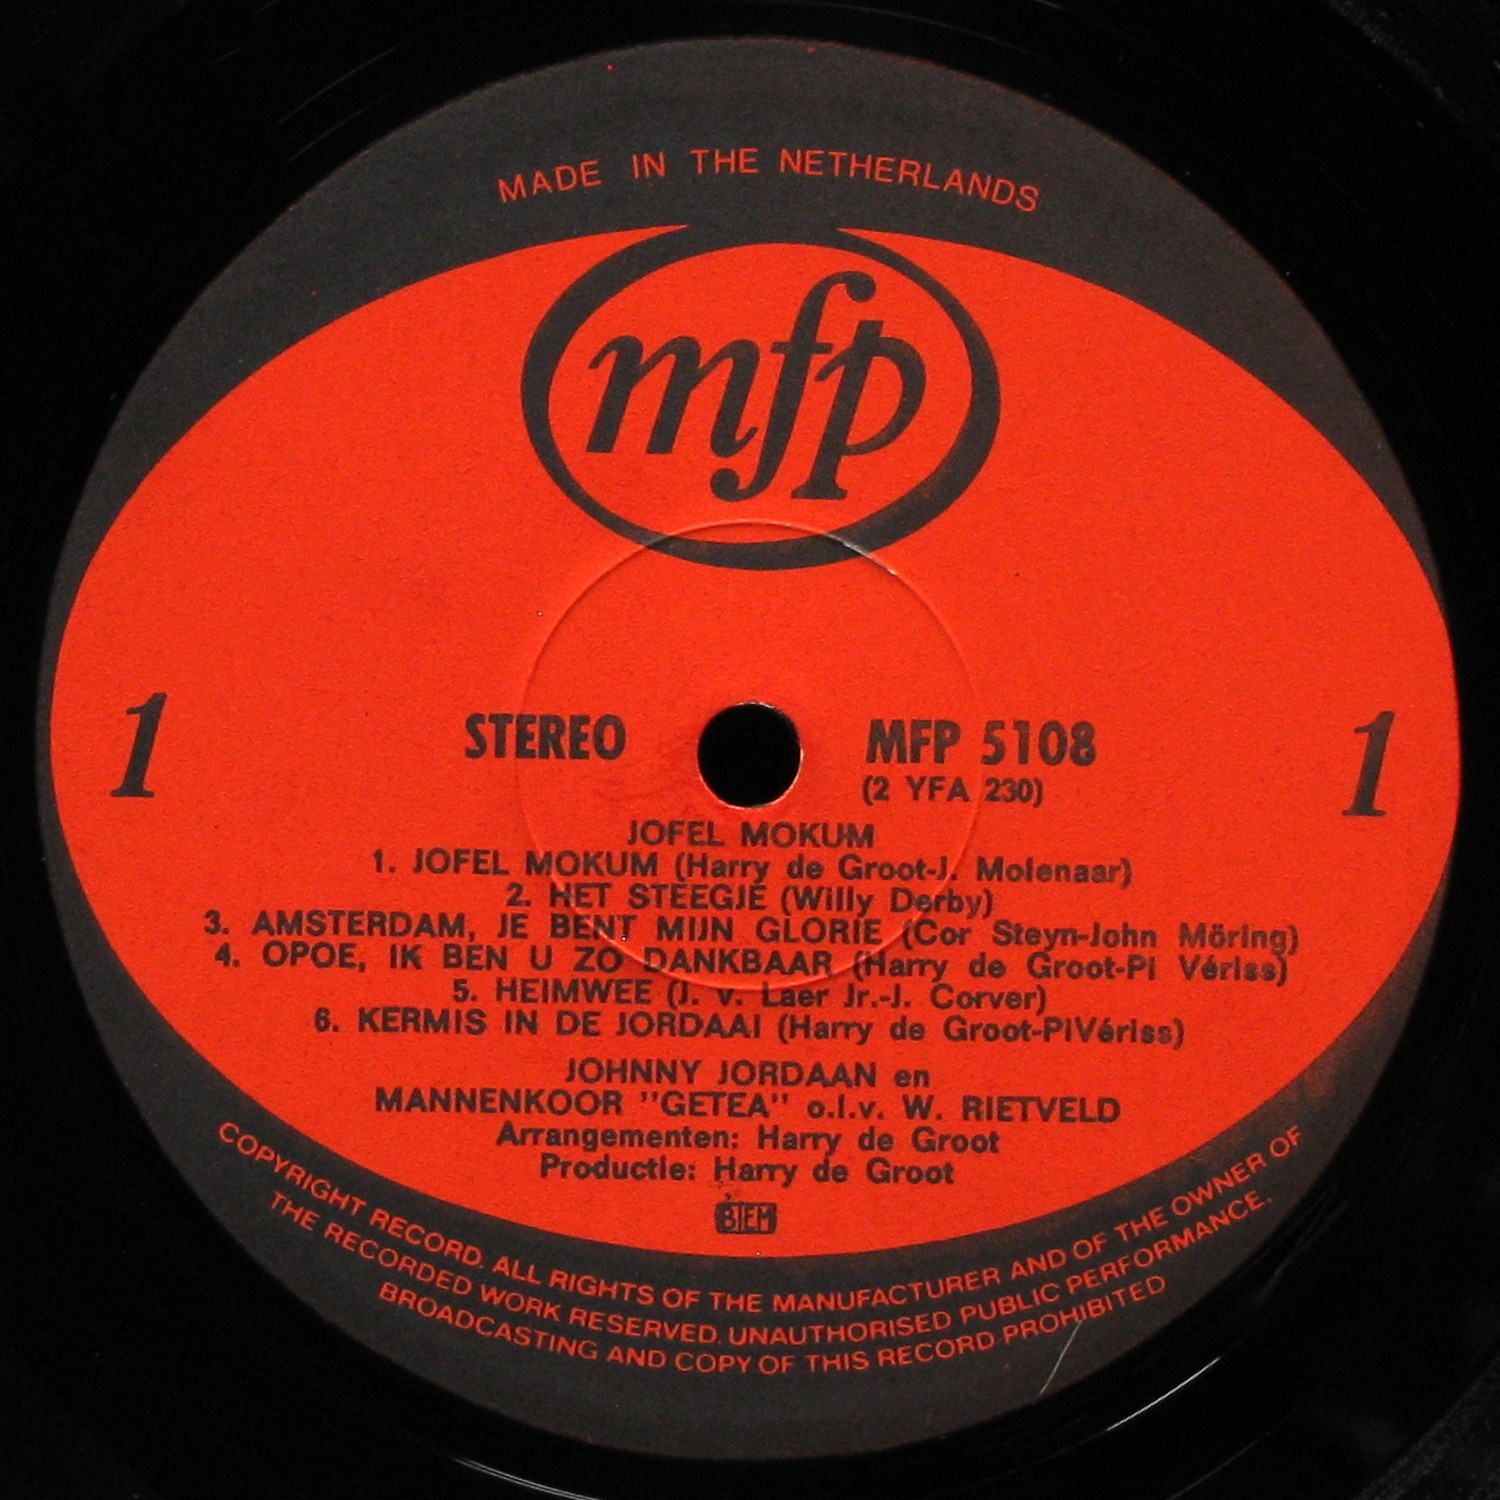 MADE IN THE NETHERLANDS
mfp
1
STEREO
MFP 5108
1
(2 YFA 230)
JOFEL MOKUM
1. JOFEL MOKUM (Harry de Groot-J. Molenaar)
2. HET STEEGJE (Willy Derby)
3. AMSTERDAM, JE BENT MIJN GLORIE (Cor Steyn-John Möring)
4. OPOE, IK BEN U ZO DANKBAAR (Harry de Groot-Pi Vériss)
5. HEIMWEE (J. v. Laer Jr.-J. Corver)
6. KERMIS IN DE JORDAAI (Harry de Groot-PiVériss)
JOHNNY JORDAAN en
MANNENKOOR "GETEA" o.l.v. W. RIETVELD
Arrangementen: Harry de Groot
Productie: Harry de Groot
BIEM
COPYRIGHT RECORD. ALL RIGHTS OF THE MANUFACTURER AND OF THE OWNER OF
THE RECORDED WORK RESERVED. UNAUTHORISED PUBLIC PERFORMANCE.
BROADCASTING AND COPY OF THIS RECORD PROHIBITED